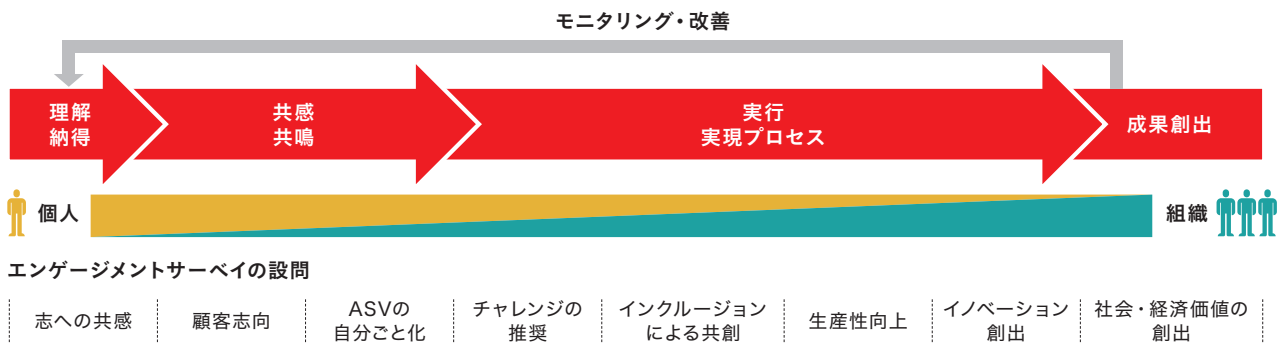 モニタリング・改善
理解
納得
共感
共鳴
実行
実現プロセス
成果創出
個人
組織
エンゲージメントサーベイの設問
志への共感
顧客志向
ASVの
自分ごと化
チャレンジの
推奨
インクルージョン
による共創
生産性向上
イノベーション
創出
社会・経済価値の
創出